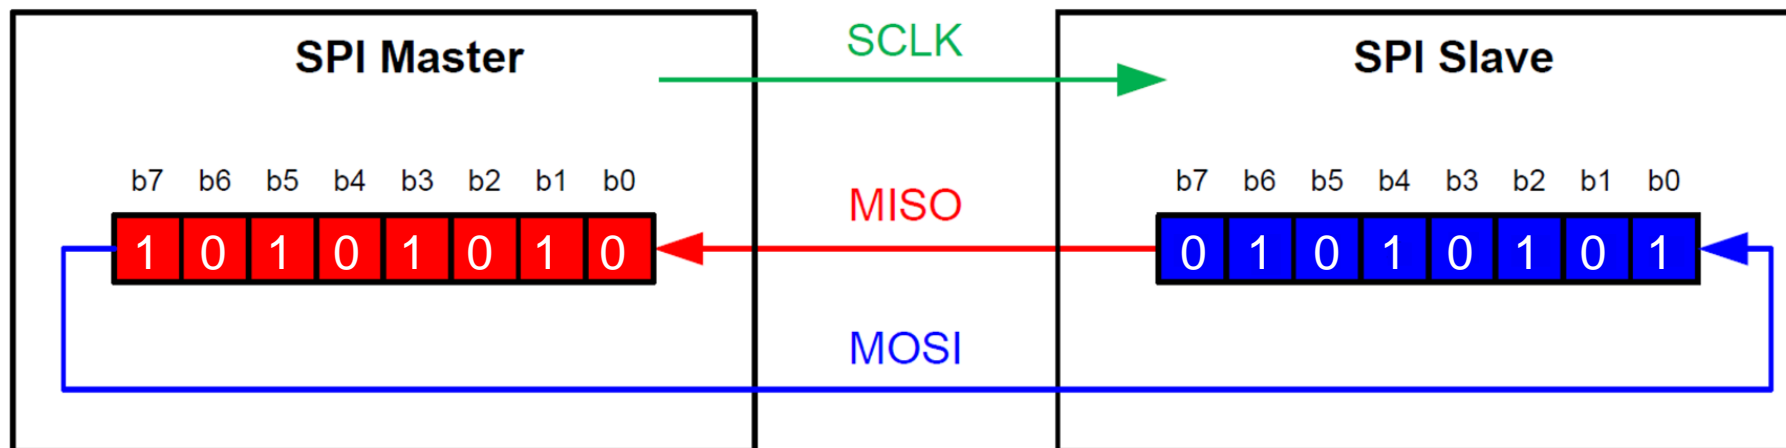 SPI Master
SCLK
SPI Slave
b7 b6 b5 b4 b3 b2 b1 b0
MISO
b7 b6 b5 b4 b3 b2 b1 b0
1 0 1 0 1 0 1 0
0 1 0 1 0 1 0 1
MOSI